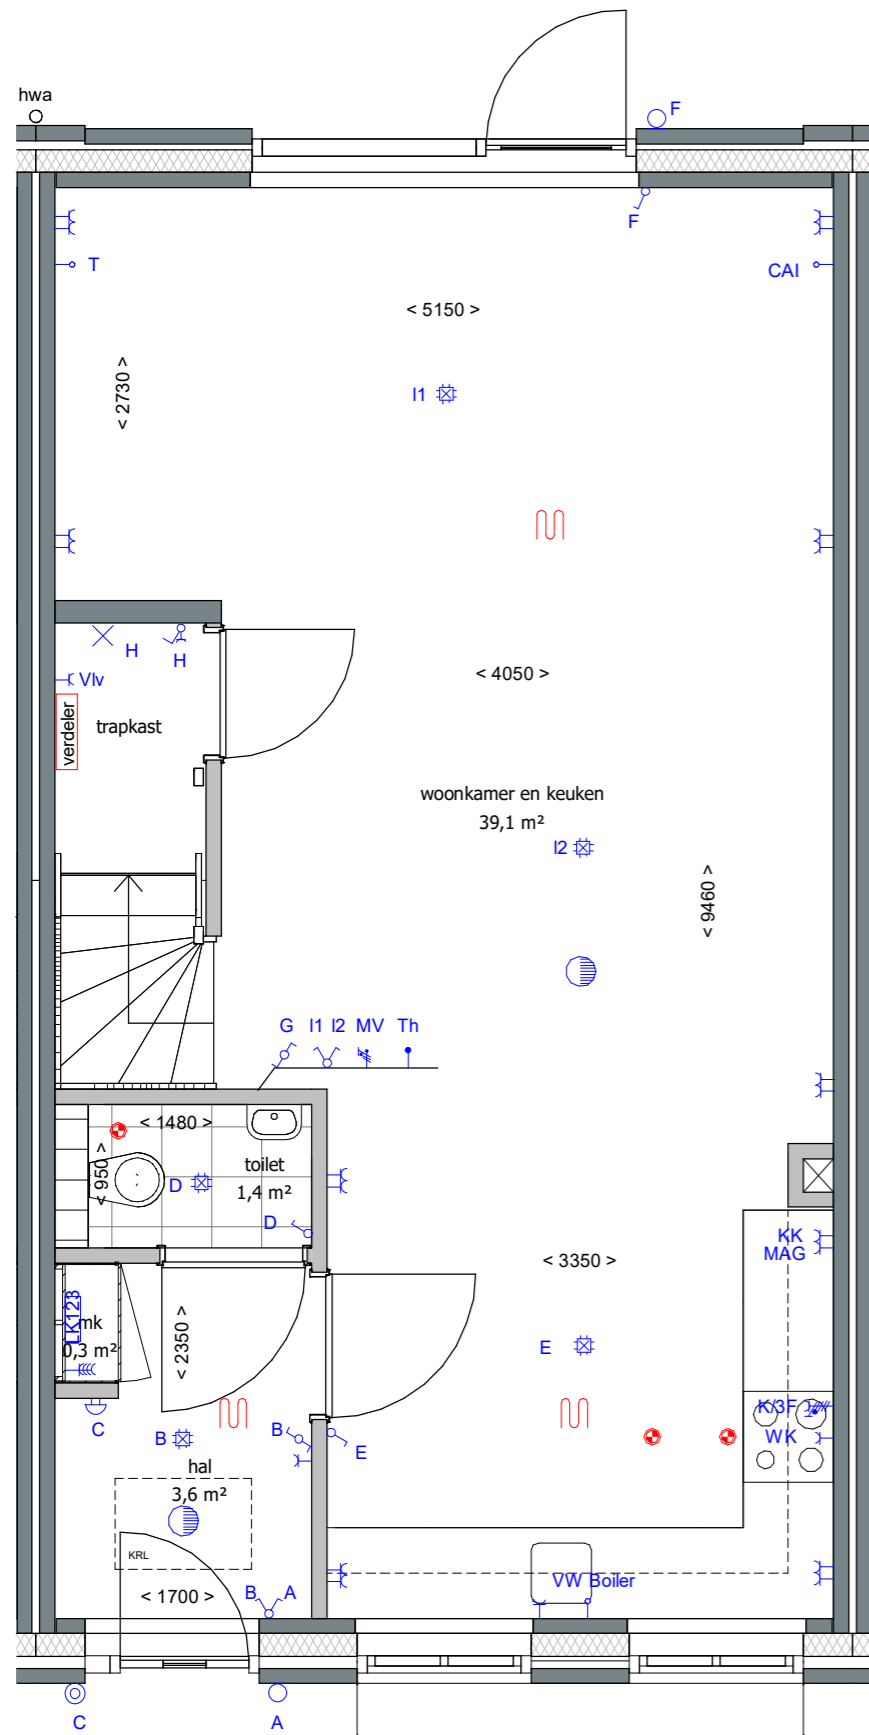 hwa
F
F
T
CAI
< 5150 >
< 2730 >
I1
H
H
Vlv
verdeler
trapkast
< 4050 >
woonkamer en keuken
39,1 m²
I2
< 9460 >
G I1 I2 MV Th
< 1480 >
< 950 >
toilet
1,4 m²
D
D
KK
MAG
< 3350 >
LK123
mk
0,3 m²
< 2350 >
E
C
B
B
E
K/3F
WK
hal
3,6 m²
KRL
< 1700 >
B A
VW Boiler
C
A